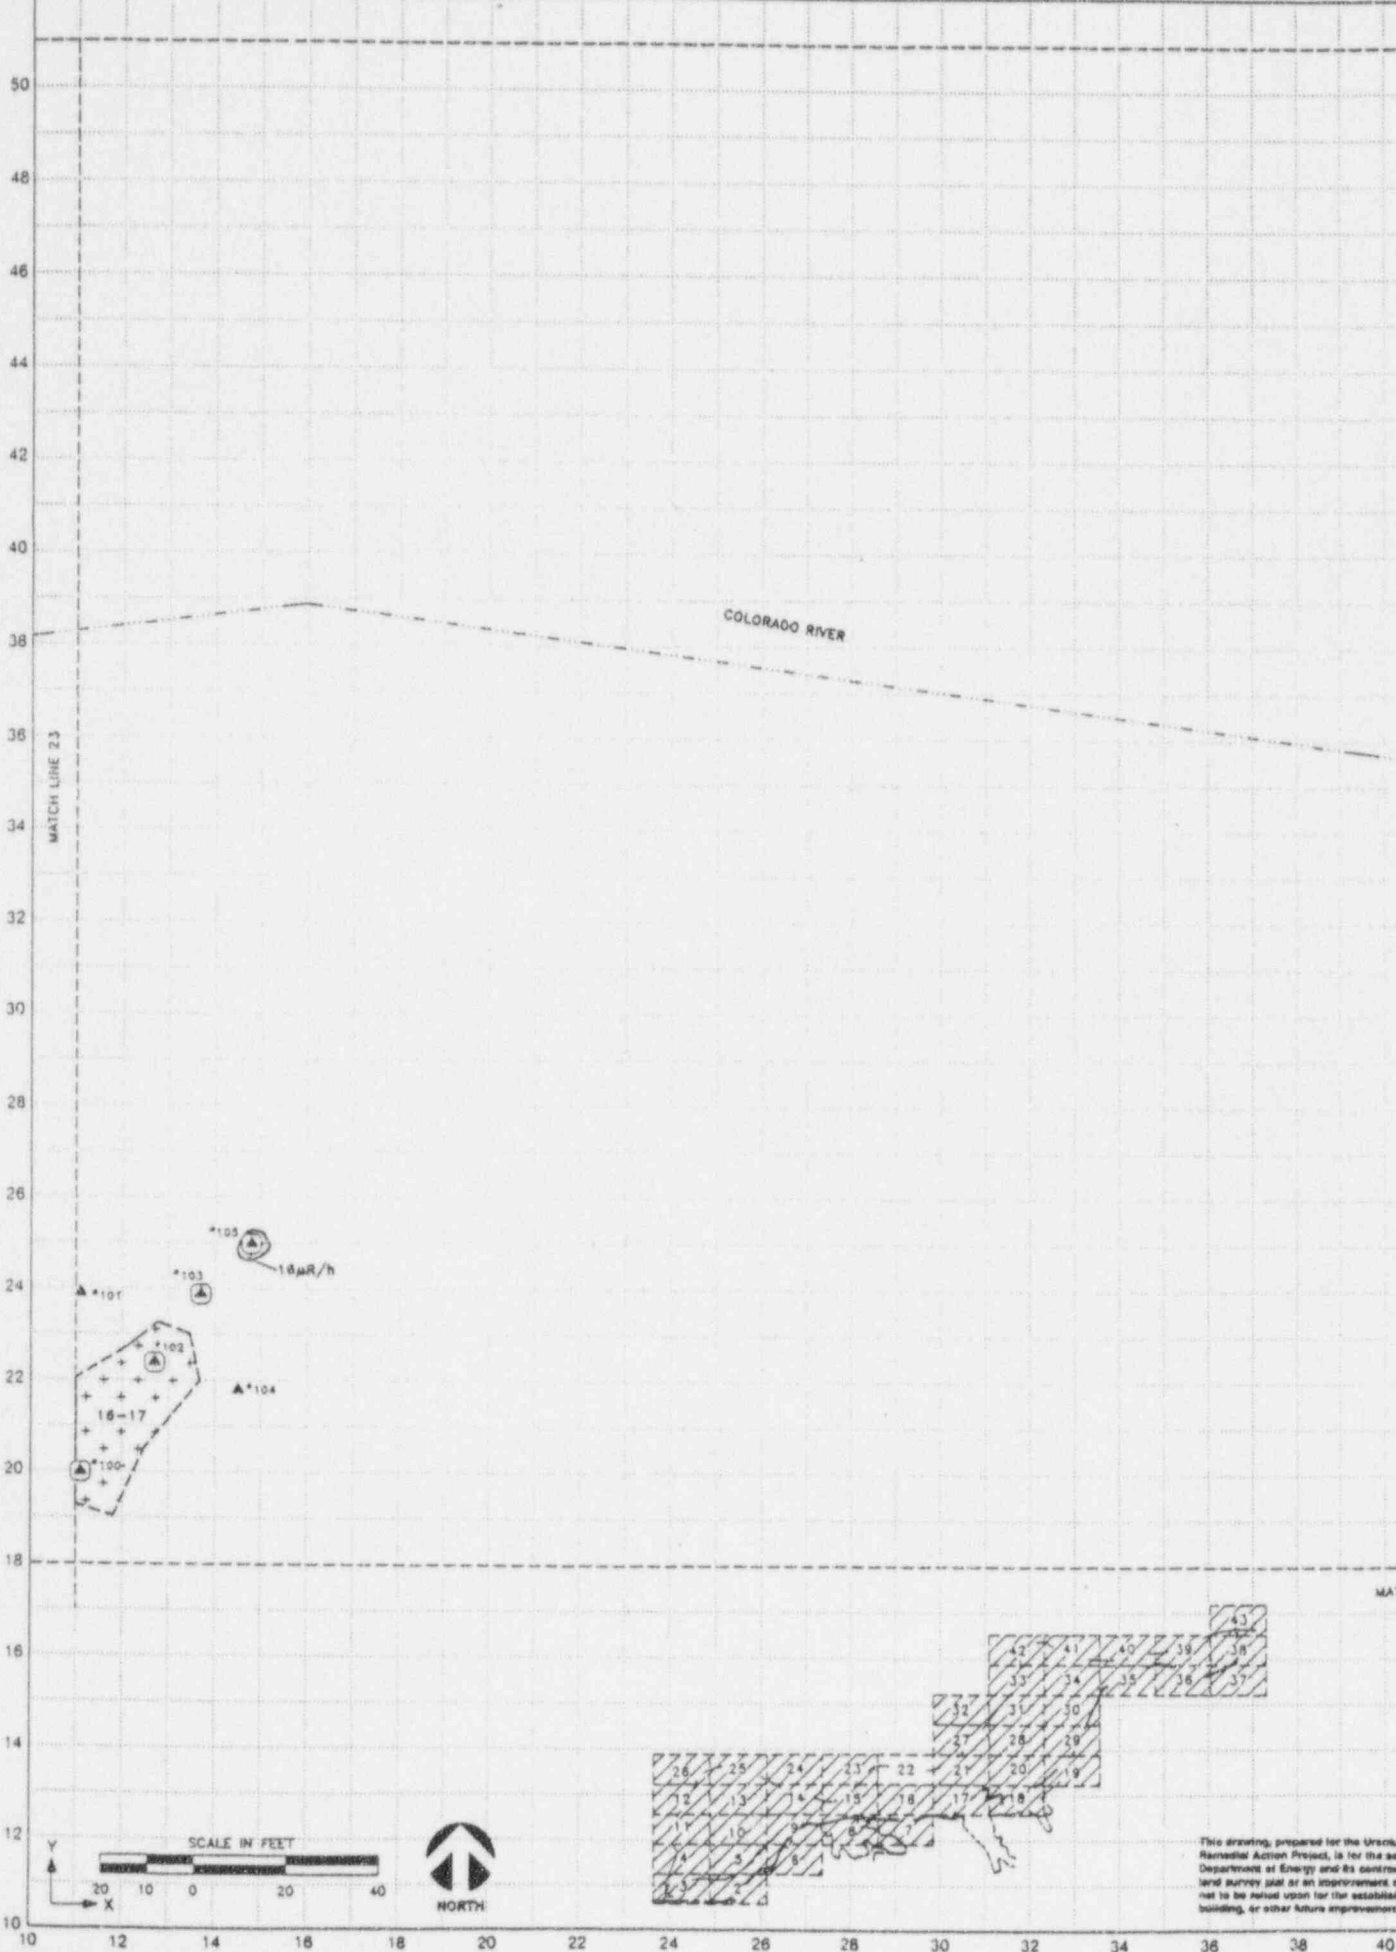 50
48
46
44
42
40
COLORADO RIVER
38
36
MATCH LINE 23
34
32
30
28
26
*105
18µR/h
*103
24
*101
*102
22
*104
16-17
20
*100
18
43
16
42 41 40 39 38
33 34 35 36 37
32 31 30
14
27 28 29
26 25 24 23 22 21 20 19
12 13 14 15 16 17 18
12
11 10 9 8 7
4 5 6
3 2
Y
X
SCALE IN FEET
20 10 0 20 40
NORTH
This drawing, prepared for the
Remedial Action Project, is for the
Department of Energy and its
land survey plat or an improvement
not to be relied upon for the
building, or other future
10
10 12 14 16 18 20 22 24 26 28 30 32 34 36 38 40